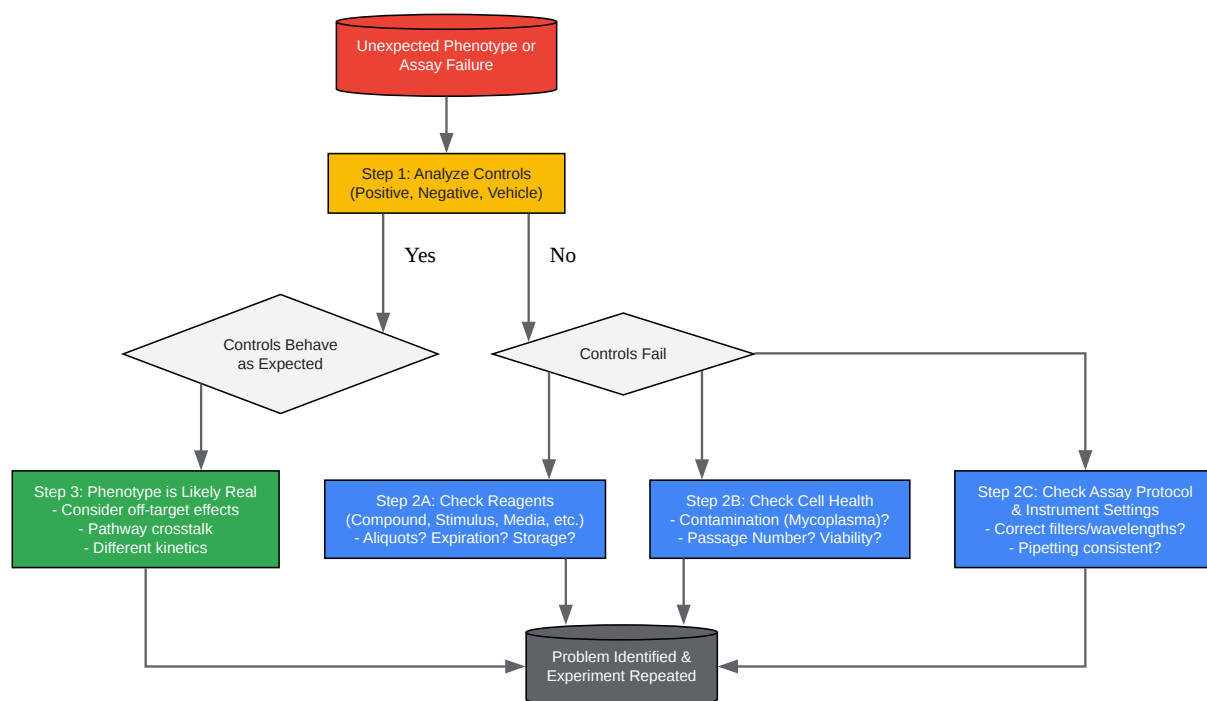 Unexpected Phenotype or
Assay Failure
Step 1: Analyze Controls
(Positive, Negative, Vehicle)
Yes
No
Controls Behave
as Expected
Controls Fail
Step 3: Phenotype is Likely Real
- Consider off-target effects
- Pathway crosstalk
- Different kinetics
Step 2A: Check Reagents
(Compound, Stimulus, Media, etc.)
- Aliquots? Expiration? Storage?
Step 2B: Check Cell Health
- Contamination (Mycoplasma)?
- Passage Number? Viability?
Step 2C: Check Assay Protocol
& Instrument Settings
- Correct filters/wavelengths?
- Pipetting consistent?
Problem Identified &
Experiment Repeated